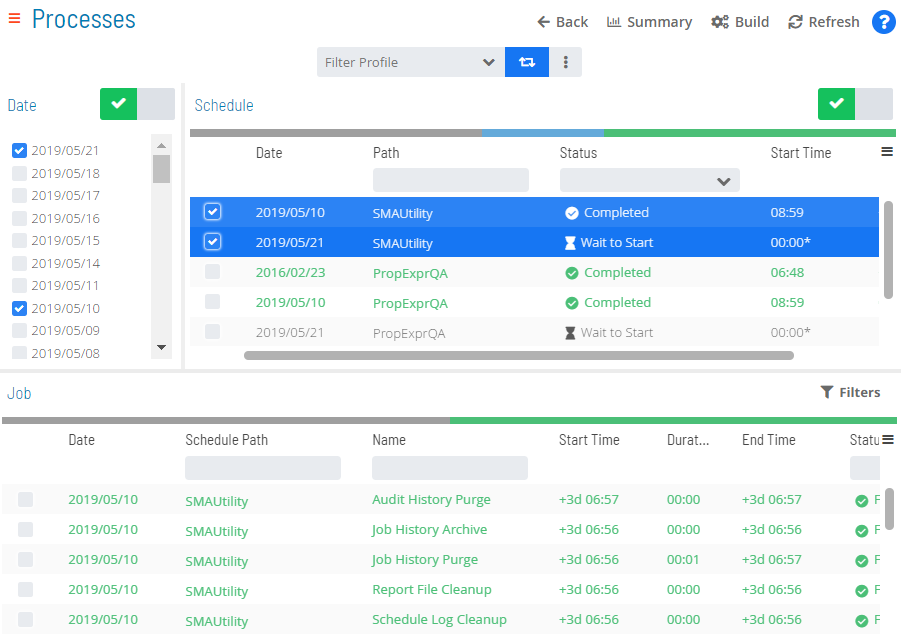 Processes
Back Summary Build Refresh ?
Filter Profile
Date
2019/05/21
2019/05/18
2019/05/17
2019/05/16
2019/05/15
2019/05/14
2019/05/11
2019/05/10
2019/05/09
2019/05/08
Schedule
Date Path Status Start Time
2019/05/10 SMAUtility Completed 08:59
2019/05/21 SMAUtility Wait to Start 00:00*
2016/02/23 PropExprQA Completed 06:48
2019/05/10 PropExprQA Completed 08:59
2019/05/21 PropExprQA Wait to Start 00:00*
Job
Filters
Date Schedule Path Name Start Time Durat... End Time Statu
2019/05/10 SMAUtility Audit History Purge +3d 06:57 00:00 +3d 06:57 F
2019/05/10 SMAUtility Job History Archive +3d 06:56 00:00 +3d 06:56 F
2019/05/10 SMAUtility Job History Purge +3d 06:56 00:01 +3d 06:57 F
2019/05/10 SMAUtility Report File Cleanup +3d 06:56 00:00 +3d 06:56 F
2019/05/10 SMAUtility Schedule Log Cleanup +3d 06:56 00:00 +3d 06:56 F